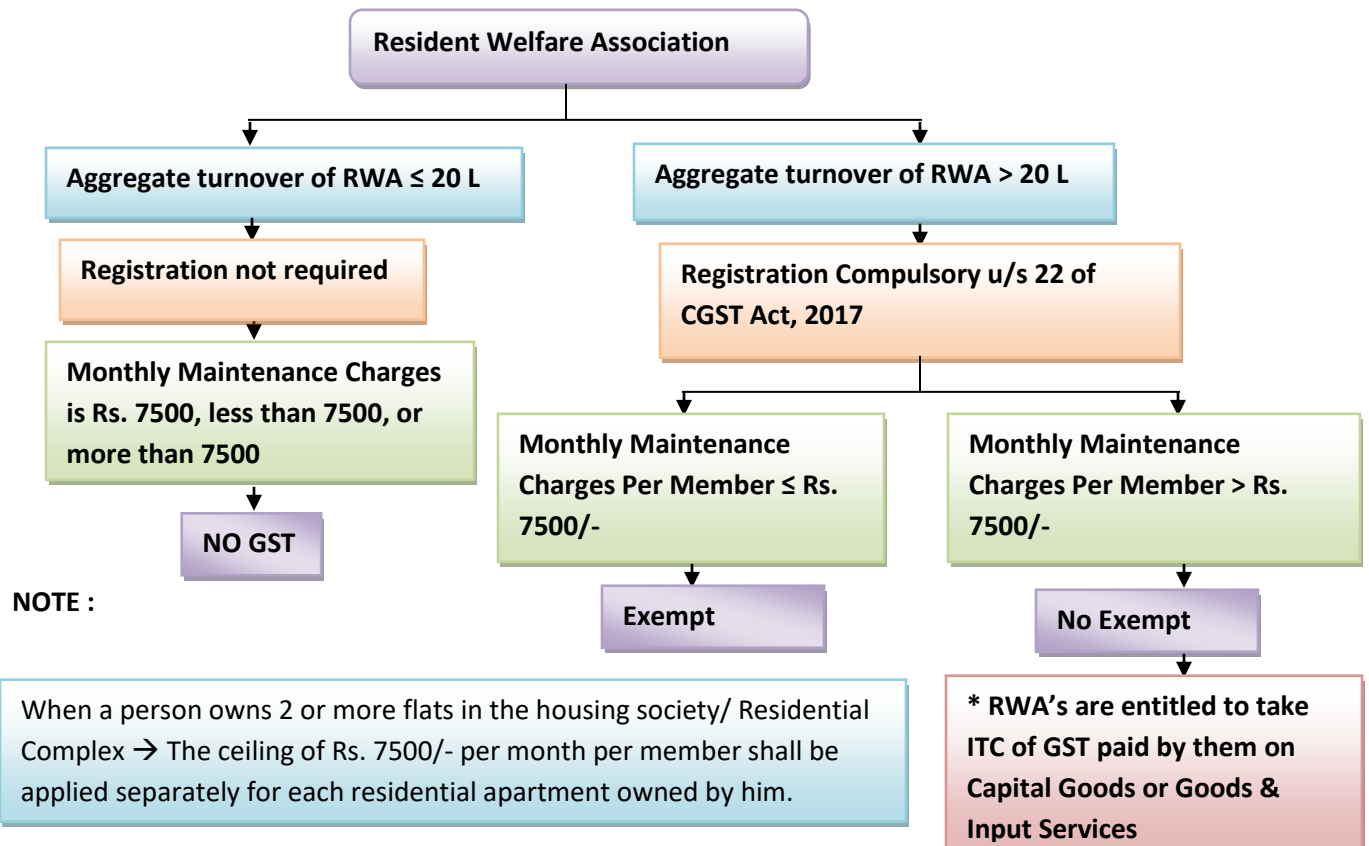 Resident Welfare Association
Aggregate turnover of RWA ≤ 20 L
Aggregate turnover of RWA > 20 L
Registration not required
Registration Compulsory u/s 22 of
CGST Act, 2017
Monthly Maintenance Charges
is Rs. 7500, less than 7500, or
more than 7500
Monthly Maintenance
Charges Per Member ≤ Rs.
7500/-
Monthly Maintenance
Charges Per Member > Rs.
7500/-
NO GST
NOTE :
Exempt
No Exempt
When a person owns 2 or more flats in the housing society/ Residential
Complex → The ceiling of Rs. 7500/- per month per member shall be
applied separately for each residential apartment owned by him.
* RWA's are entitled to take
ITC of GST paid by them on
Capital Goods or Goods &
Input Services